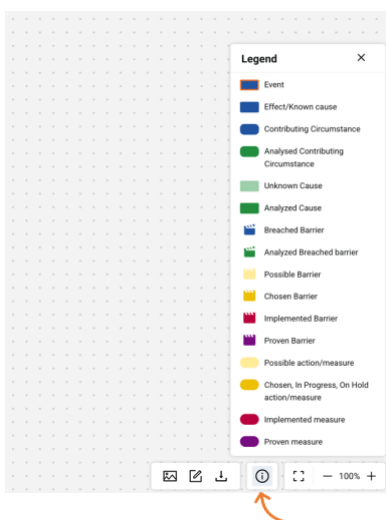 Legend
Event
Effect/Known cause
Contributing Circumstance
Analysed Contributing
Circumstance
Unknown Cause
Analyzed Cause
Breached Barrier
Analyzed Breached barrier
Possible Barrier
Chosen Barrier
Implemented Barrier
Proven Barrier
Possible action/measure
Chosen, In Progress, On Hold
action/measure
Implemented measure
Proven measure
100%